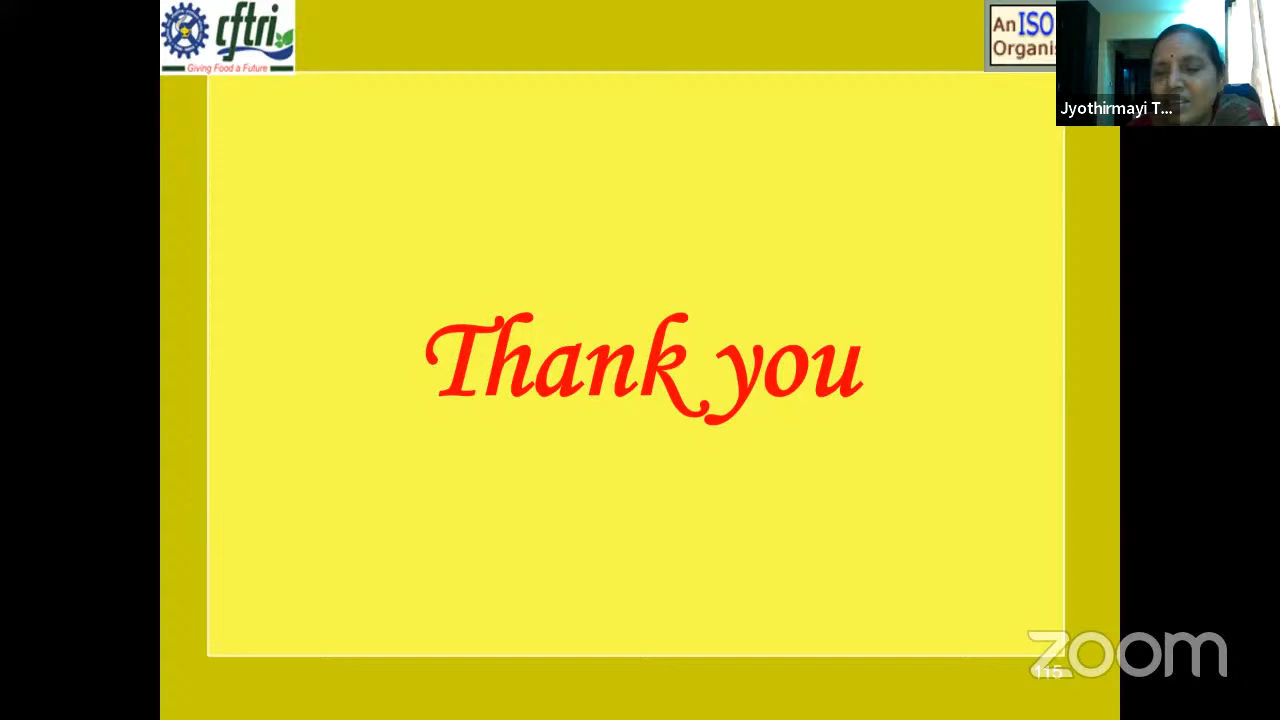 cftri
Giving Food a Future
An ISO
Organis
Jyothirmayi T...
Thank you
zoom
115